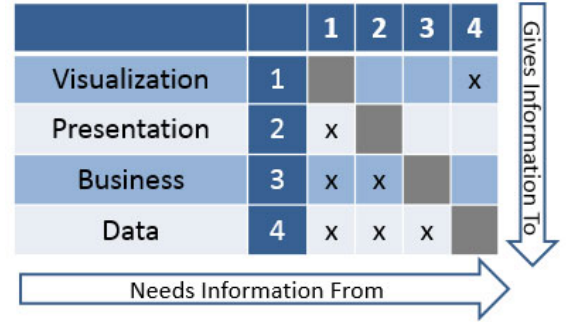 1 2 3 4
Visualization 1 x
Presentation 2 x
Business 3 x x
Data 4 x x x
Gives Information To
Needs Information From